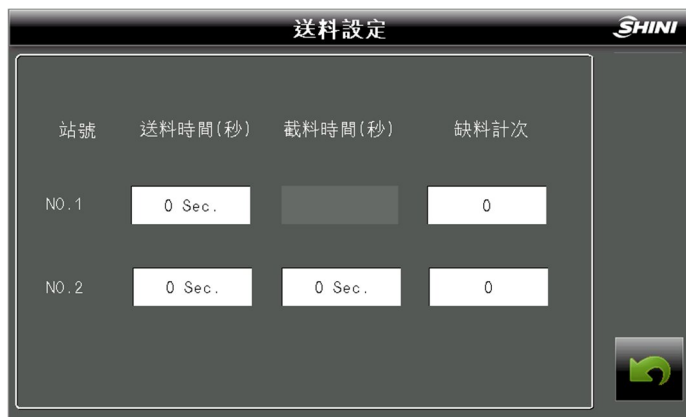 送料設定
SHINI
站號 送料時間(秒) 截料時間(秒) 缺料計次
NO.1 0 Sec. 0
NO.2 0 Sec. 0 Sec. 0